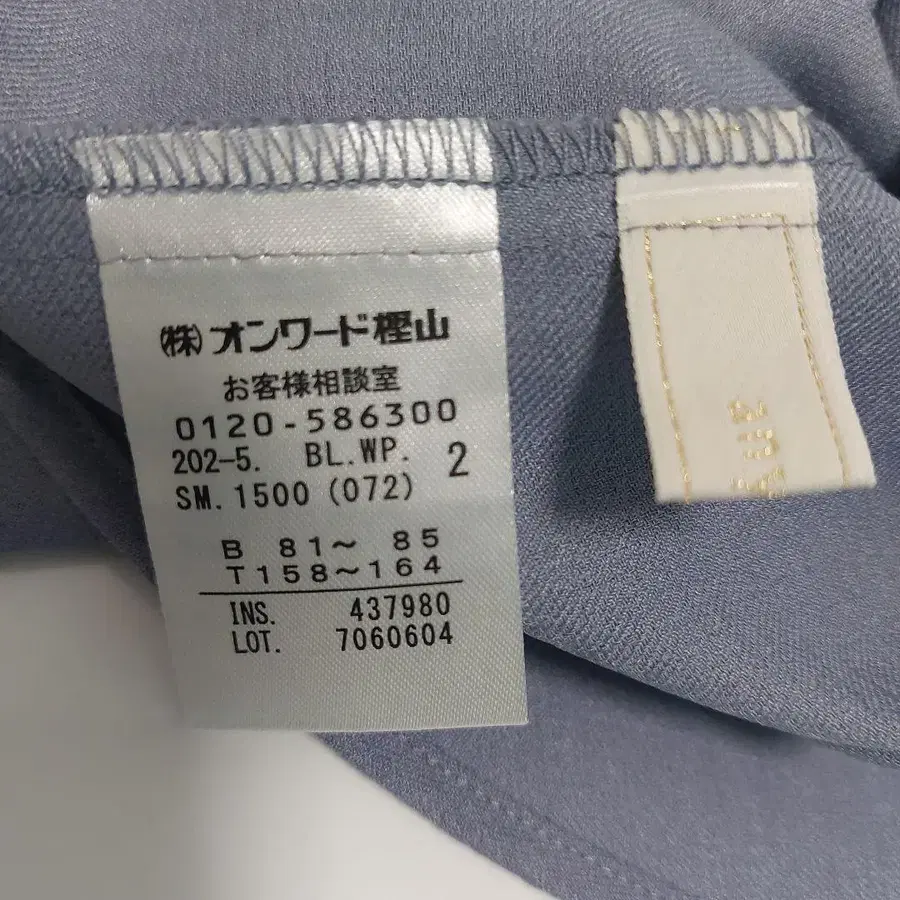 (株)オンワード樫山
お客様相談室
0120-586300
202-5. BL.WP. 2
SM.1500 (072)
B 81～ 85
T158～164
INS. 437980
LOT. 7060604